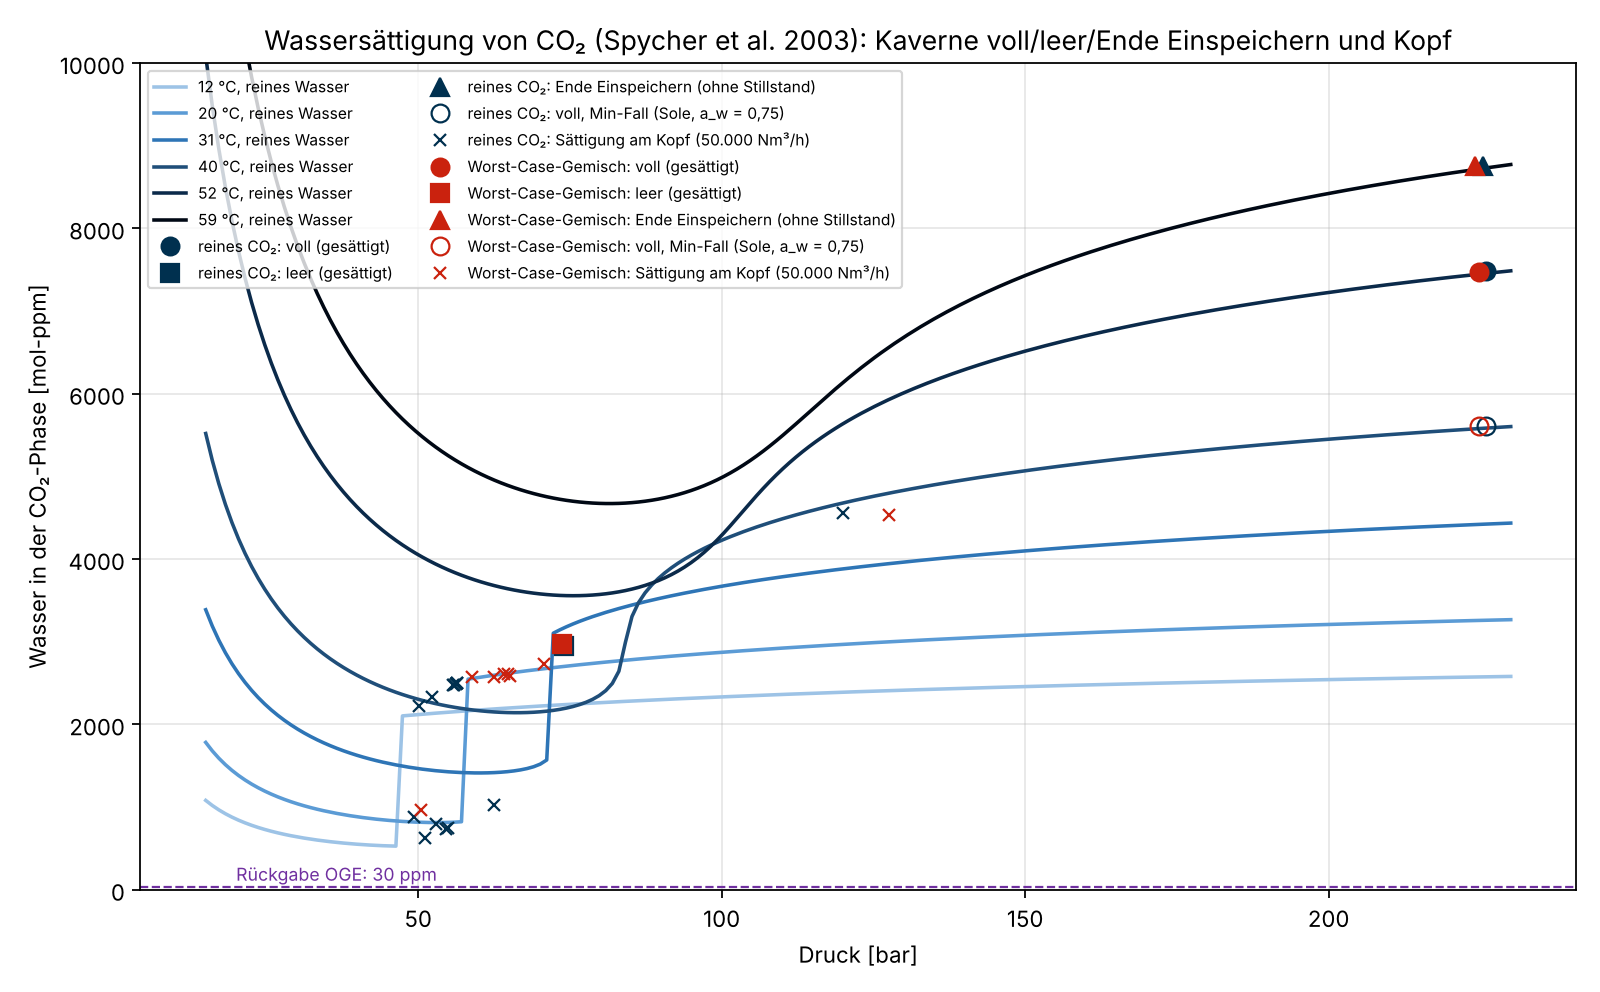 Wassersättigung von CO₂ (Spycher et al. 2003): Kaverne voll/leer/Ende Einspeichern und Kopf
Wasser in der CO₂-Phase [mol-ppm]
10000
8000
6000
4000
2000
0
12 °C, reines Wasser
20 °C, reines Wasser
31 °C, reines Wasser
40 °C, reines Wasser
52 °C, reines Wasser
59 °C, reines Wasser
reines CO₂: voll (gesättigt)
reines CO₂: leer (gesättigt)
reines CO₂: Ende Einspeichern (ohne Stillstand)
reines CO₂: voll, Min-Fall (Sole, a_w = 0,75)
reines CO₂: Sättigung am Kopf (50.000 Nm³/h)
Worst-Case-Gemisch: voll (gesättigt)
Worst-Case-Gemisch: leer (gesättigt)
Worst-Case-Gemisch: Ende Einspeichern (ohne Stillstand)
Worst-Case-Gemisch: voll, Min-Fall (Sole, a_w = 0,75)
Worst-Case-Gemisch: Sättigung am Kopf (50.000 Nm³/h)
Rückgabe OGE: 30 ppm
50
100
150
200
Druck [bar]